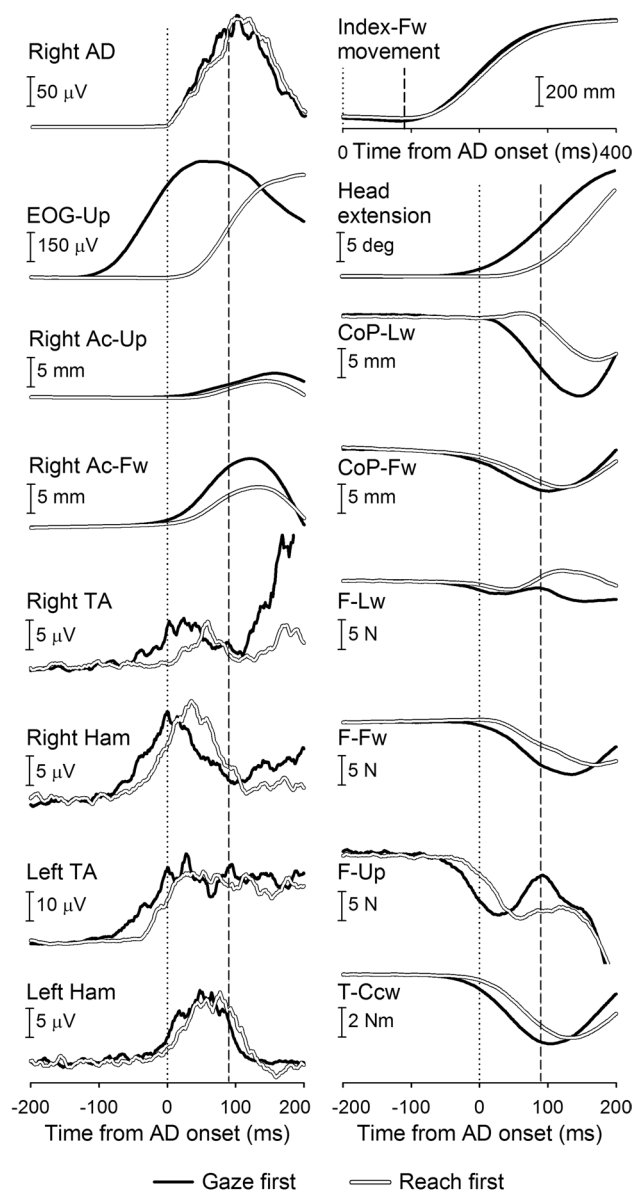 Right AD
50 μV
EOG-Up
150 μV
Right Ac-Up
5 mm
Right Ac-Fw
5 mm
Right TA
5 μV
Right Ham
5 μV
Left TA
10 μV
Left Ham
5 μV
-200 -100 0 100 200
Time from AD onset (ms)
Index-Fw
movement
200 mm
0 Time from AD onset (ms) 400
Head
extension
5 deg
CoP-Lw
5 mm
CoP-Fw
5 mm
F-Lw
5 N
F-Fw
5 N
F-Up
5 N
T-Ccw
2 Nm
-200 -100 0 100 200
Time from AD onset (ms)
Gaze first Reach first